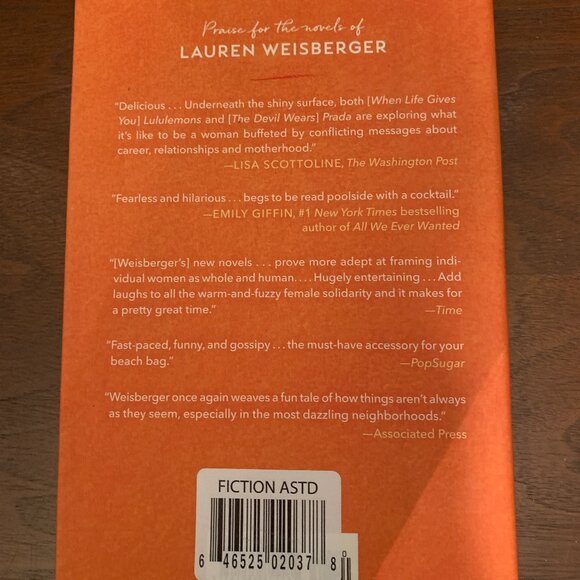 Praise for the novels of
LAUREN WEISBERGER
“Delicious . . . Underneath the shiny surface, both [When Life Gives
You] Lululemons and [The Devil Wears] Prada are exploring what
it’s like to be a woman buffeted by conflicting messages about
career, relationships and motherhood.”
—LISA SCOTTOLINE, The Washington Post
“Fearless and hilarious . . . begs to be read poolside with a cocktail.”
—EMILY GIFFIN, #1 New York Times bestselling
author of All We Ever Wanted
“[Weisberger’s] new novels . . . prove more adept at framing indi-
vidual women as whole and human. . . . Hugely entertaining . . . Add
laughs to all the warm-and-fuzzy female solidarity and it makes for
a pretty great time.”
—Time
“Fast-paced, funny, and gossipy . . . the must-have accessory for your
beach bag.”
—PopSugar
“Weisberger once again weaves a fun tale of how things aren’t always
as they seem, especially in the most dazzling neighborhoods.”
—Associated Press
FICTION ASTD
6 46525 02037 8